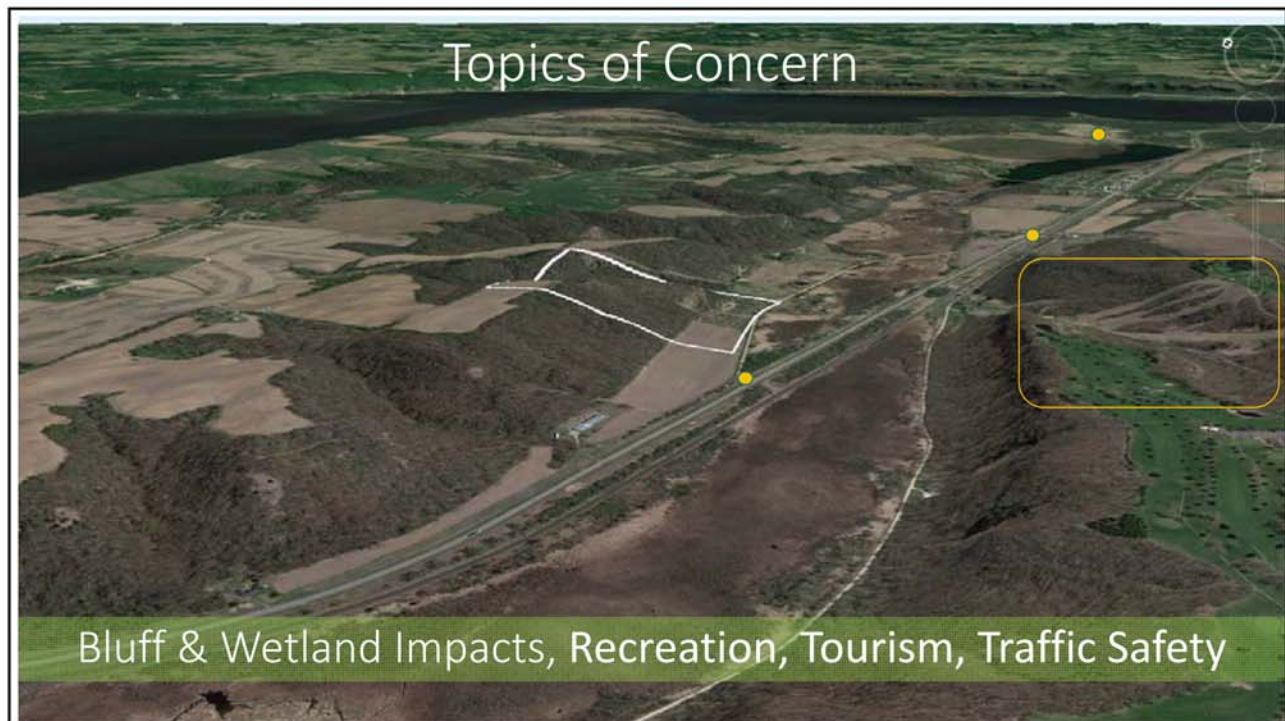 Topics of Concern
Bluff & Wetland Impacts, Recreation, Tourism, Traffic Safety